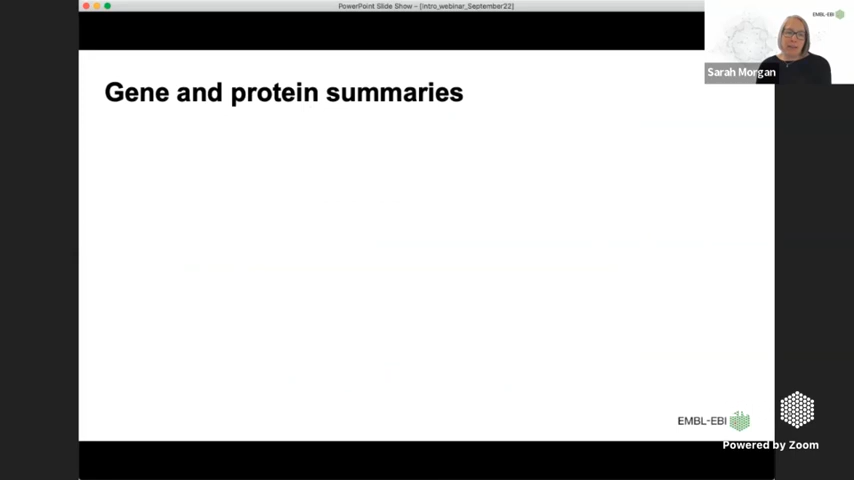 PowerPoint Slide Show – [Intro_webinar_September22]
EMBL-EBI
Sarah Morgan
Gene and protein summaries
EMBL-EBI
Powered by Zoom